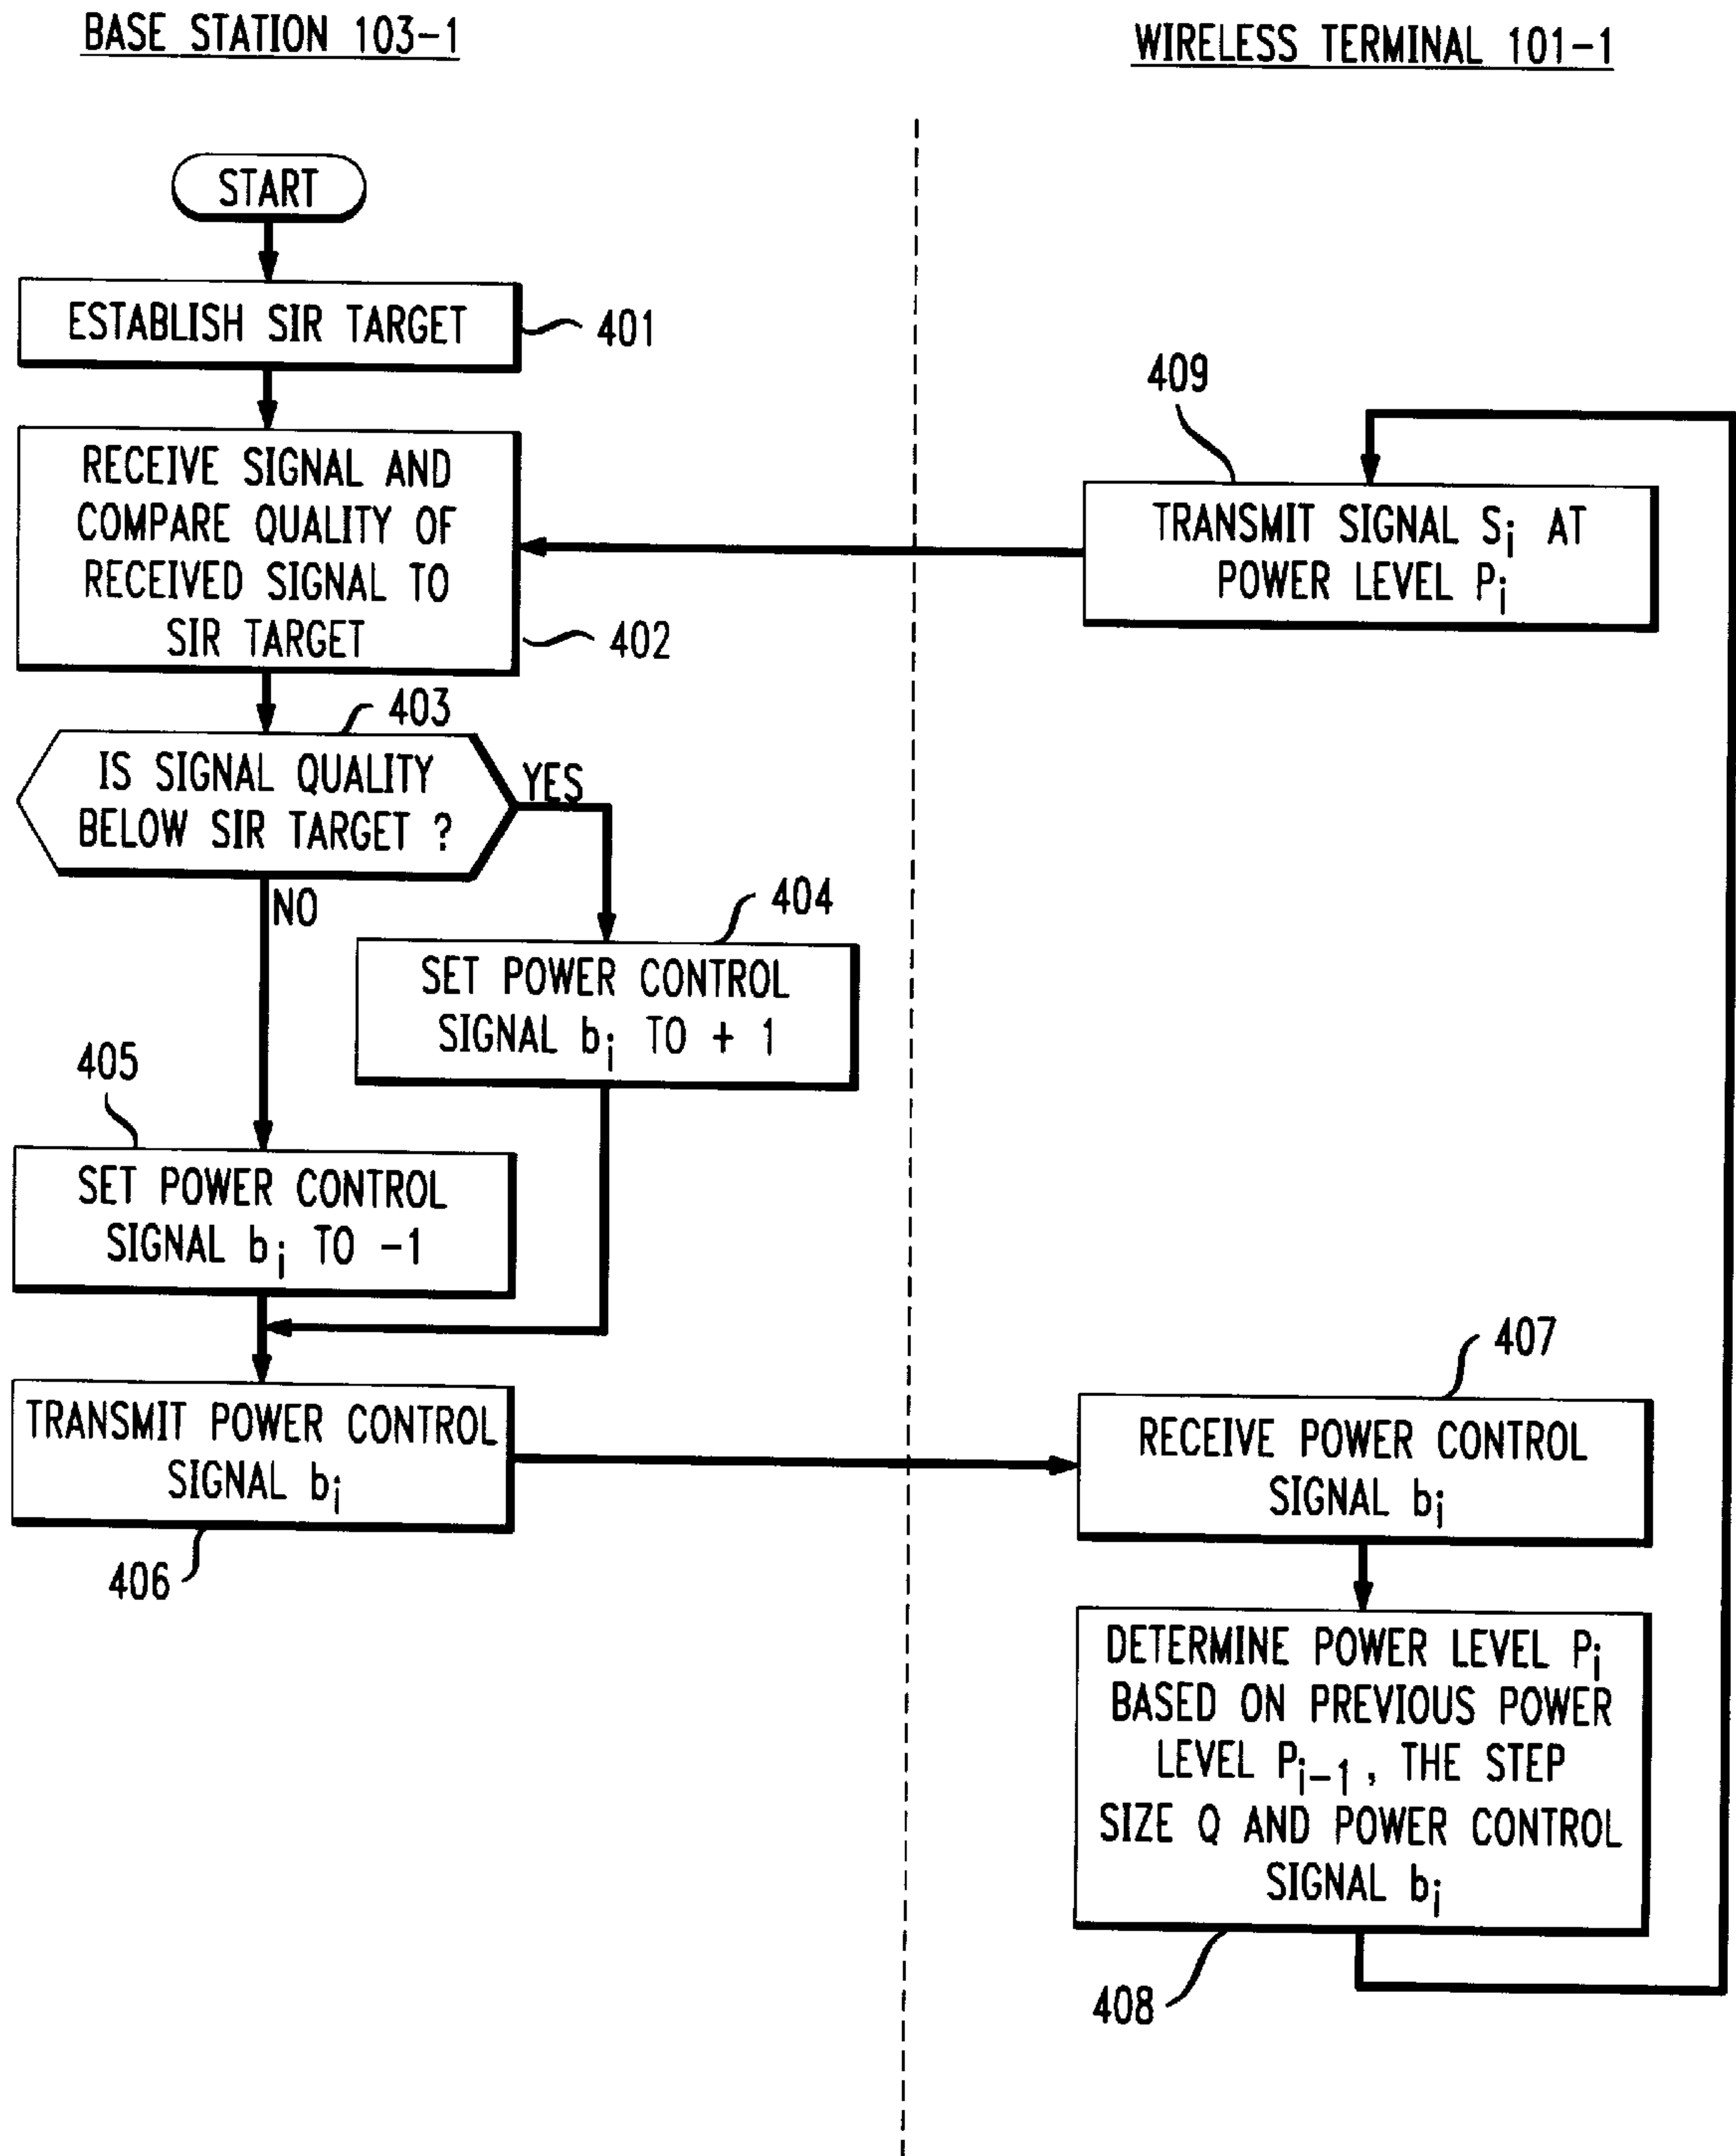 BASE STATION 103-1
WIRELESS TERMINAL 101-1
START
ESTABLISH SIR TARGET
401
RECEIVE SIGNAL AND
COMPARE QUALITY OF
RECEIVED SIGNAL TO
SIR TARGET
402
409
TRANSMIT SIGNAL Si AT
POWER LEVEL Pi
403
IS SIGNAL QUALITY
BELOW SIR TARGET ?
YES
NO
404
SET POWER CONTROL
SIGNAL bi TO + 1
405
SET POWER CONTROL
SIGNAL bi TO -1
TRANSMIT POWER CONTROL
SIGNAL bi
406
407
RECEIVE POWER CONTROL
SIGNAL bi
DETERMINE POWER LEVEL Pi
BASED ON PREVIOUS POWER
LEVEL Pi-1, THE STEP
SIZE Q AND POWER CONTROL
SIGNAL bi
408